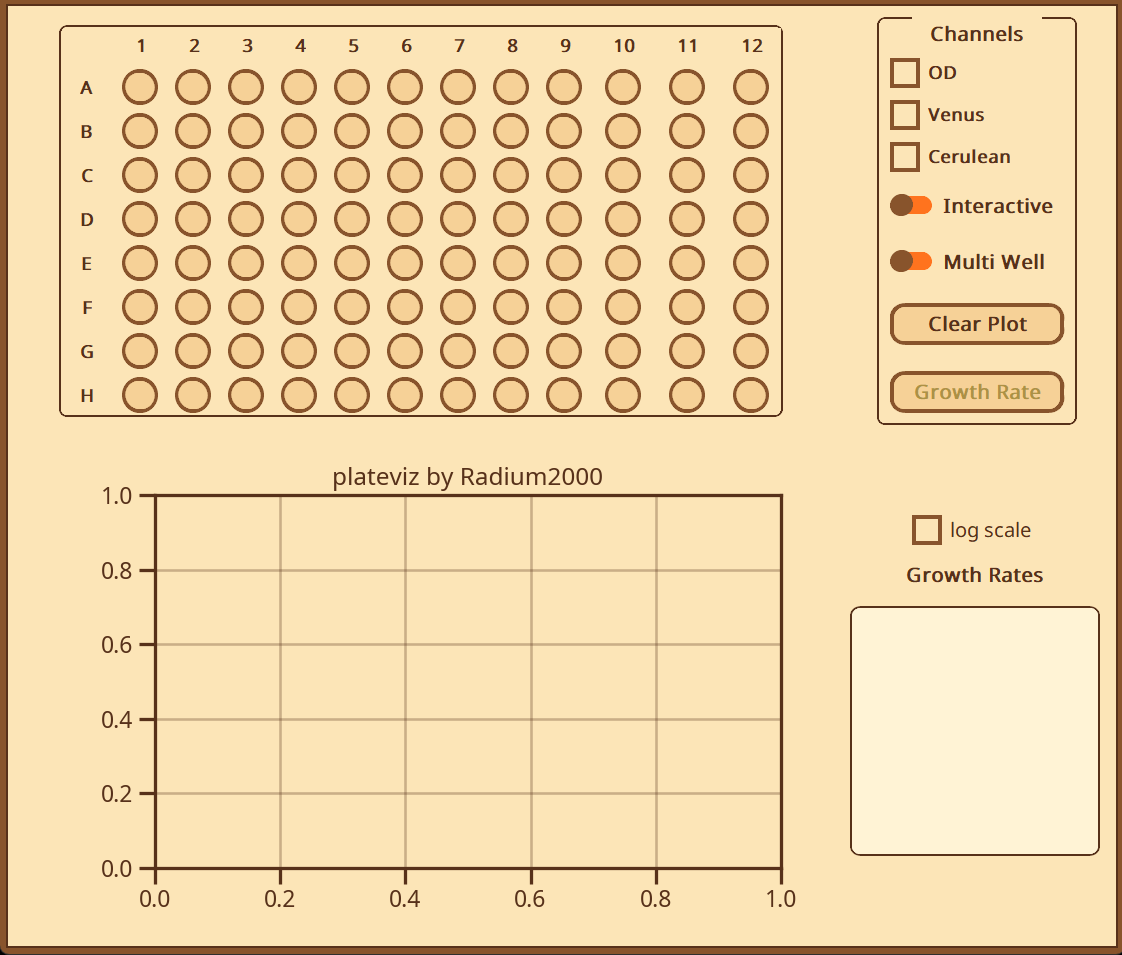 1 2 3 4 5 6 7 8 9 10 11 12
A
B
C
D
E
F
G
H
Channels
OD
Venus
Cerulean
Interactive
Multi Well
Clear Plot
Growth Rate
plateviz by Radium2000
1.0
0.8
0.6
0.4
0.2
0.0
0.0 0.2 0.4 0.6 0.8 1.0
log scale
Growth Rates